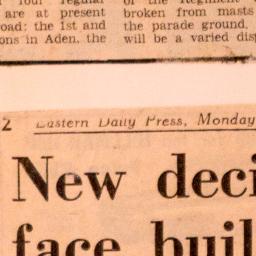 four regular
are at present
road: the 1st and
ons in Aden, the
of the Regiment
broken from masts
the parade ground.
will be a varied disp
2 Eastern Daily Press, Monday
New deci
face buil